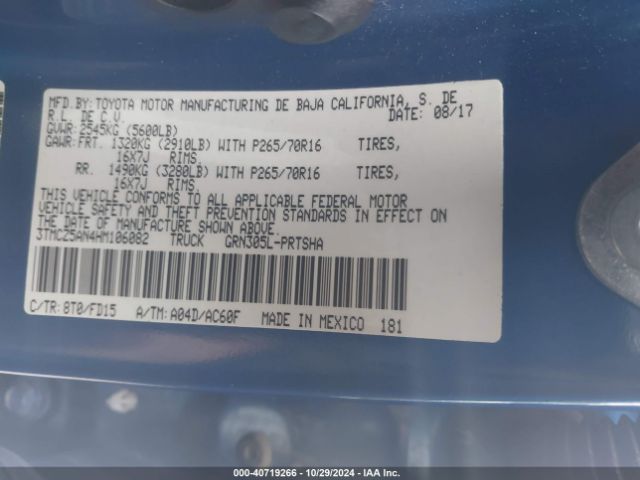 MFD.BY: TOYOTA MOTOR MANUFACTURING DE BAJA CALIFORNIA, S. DE
R.L. DE C.V. DATE: 08/17
GVWR: 2545KG (5600LB)
GAWR: FRT. 1320KG (2910LB) WITH P265/70R16 TIRES,
16X7J RIMS.
RR. 1490KG (3280LB) WITH P265/70R16 TIRES,
16X7J RIMS.
THIS VEHICLE CONFORMS TO ALL APPLICABLE FEDERAL MOTOR
VEHICLE SAFETY AND THEFT PREVENTION STANDARDS IN EFFECT ON
THE DATE OF MANUFACTURE SHOWN ABOVE.
3TMCZ5AN4HM106082 TRUCK GRN305L-PRTSHA
C/TR: 8T0/FD15 A/TM: A04D/AC60F MADE IN MEXICO 181
000-40719266 - 10/29/2024 - IAA Inc.